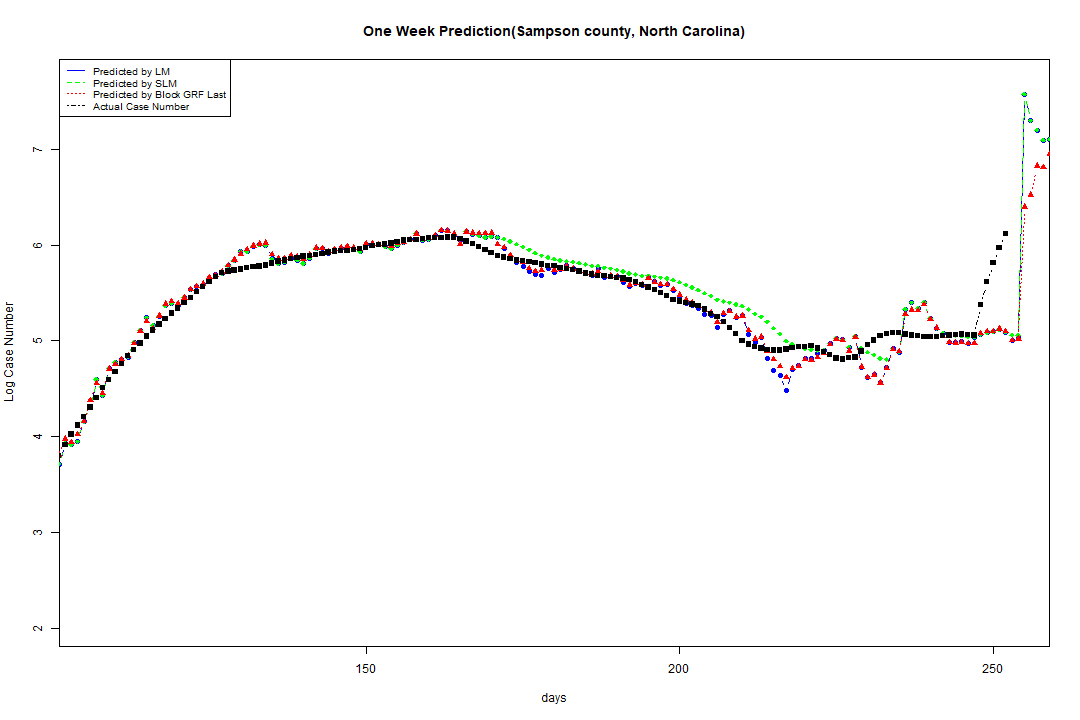 One Week Prediction(Sampson county, North Carolina)
Predicted by LM
Predicted by SLM
Predicted by Block GRF Last
Actual Case Number
7
6
5
4
3
2
Log Case Number
150
200
250
days